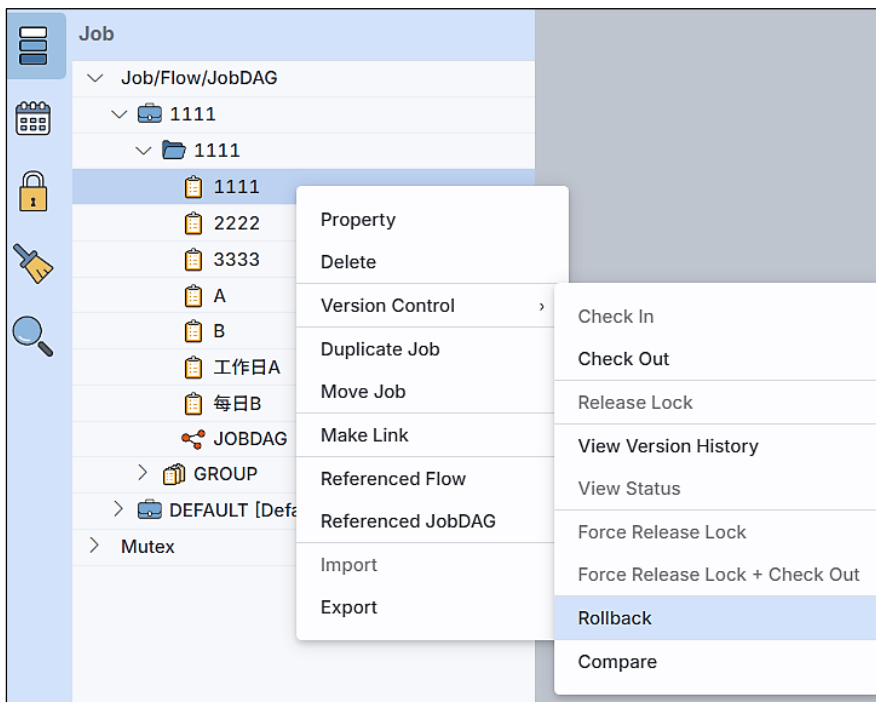 Job
Job/Flow/JobDAG
1111
1111
1111
2222
3333
A
B
工作日A
每日B
JOBDAG
GROUP
DEFAULT [Defa
Mutex
Property
Delete
Version Control
Duplicate Job
Move Job
Make Link
Referenced Flow
Referenced JobDAG
Import
Export
Check In
Check Out
Release Lock
View Version History
View Status
Force Release Lock
Force Release Lock + Check Out
Rollback
Compare